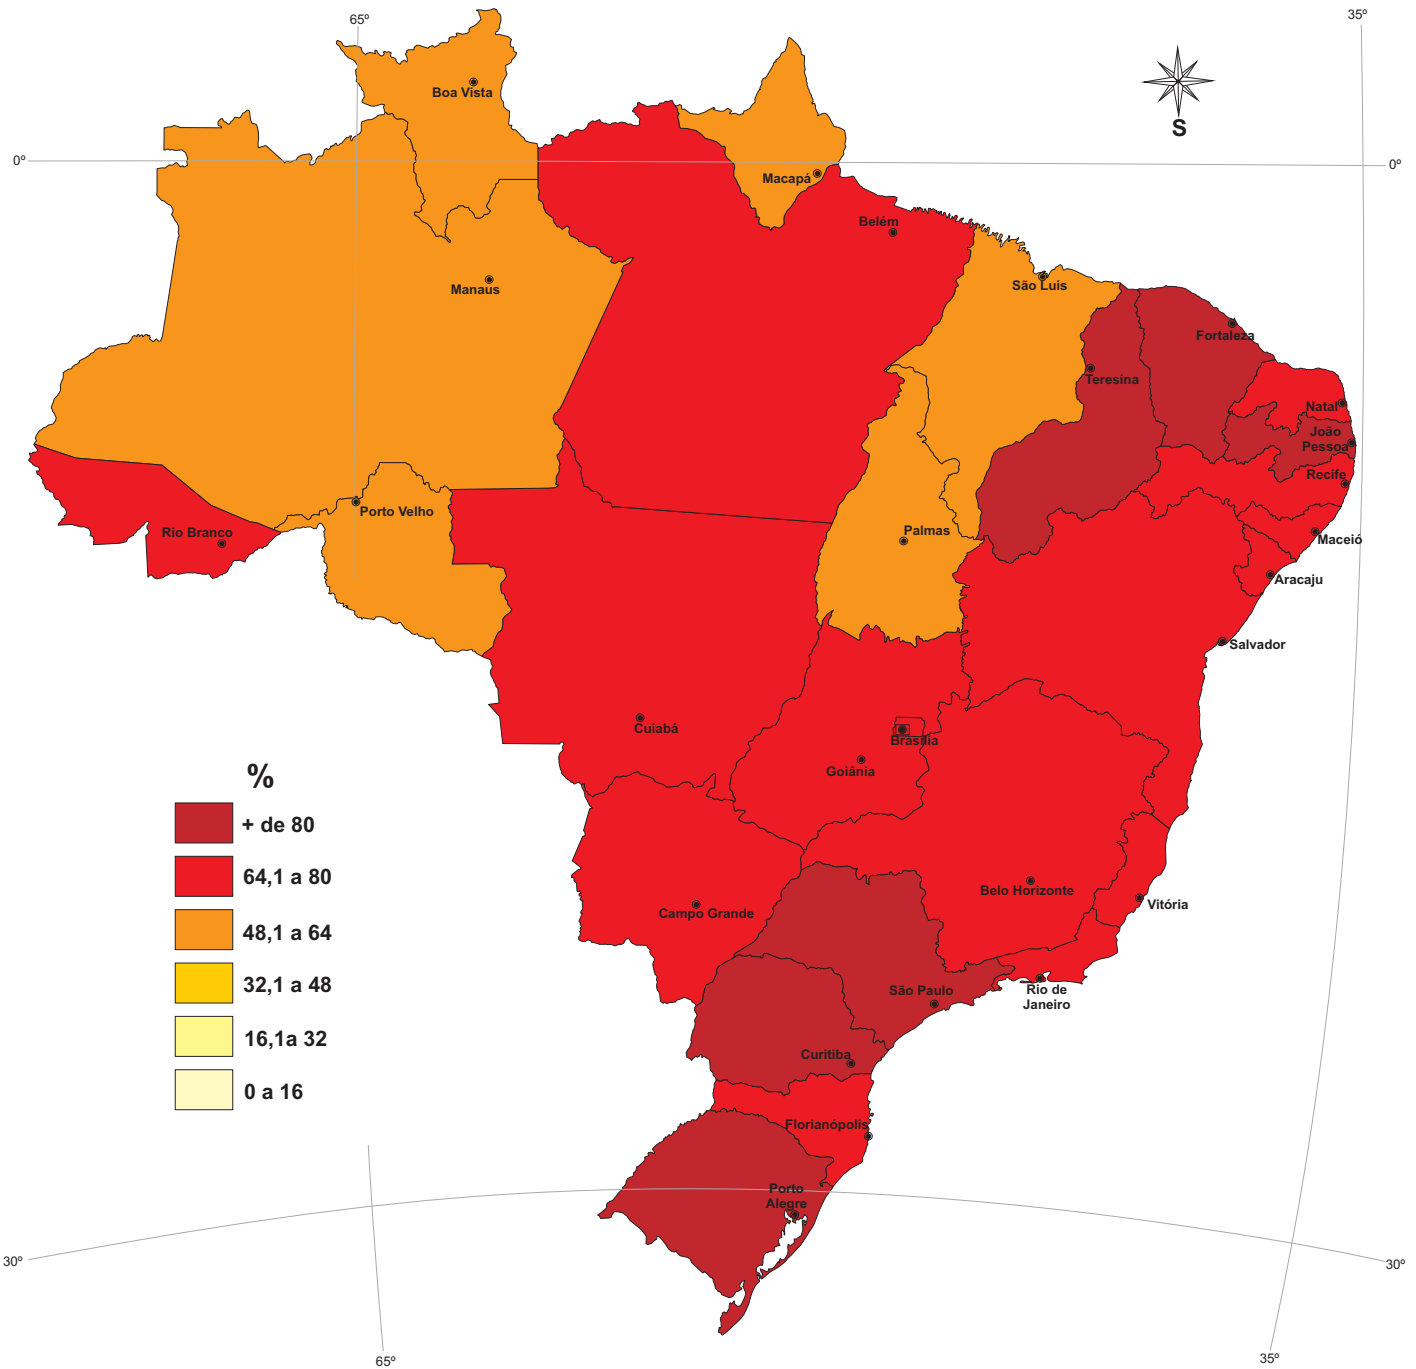 65º
35º
Boa Vista
S
0º
0º
Macapá
Belém
São Luis
Manaus
Fortaleza
Teresina
Natal
João
Pessoa
Recife
Porto Velho
Rio Branco
Palmas
Maceió
Aracaju
Salvador
Cuiabá
Brasília
Goiânia
%
+ de 80
64,1 a 80
48,1 a 64
32,1 a 48
16,1a 32
0 a 16
Belo Horizonte
Vitória
Campo Grande
São Paulo
Rio de
Janeiro
Curitiba
Florianópolis
Porto
Alegre
30º
30º
65º
35º